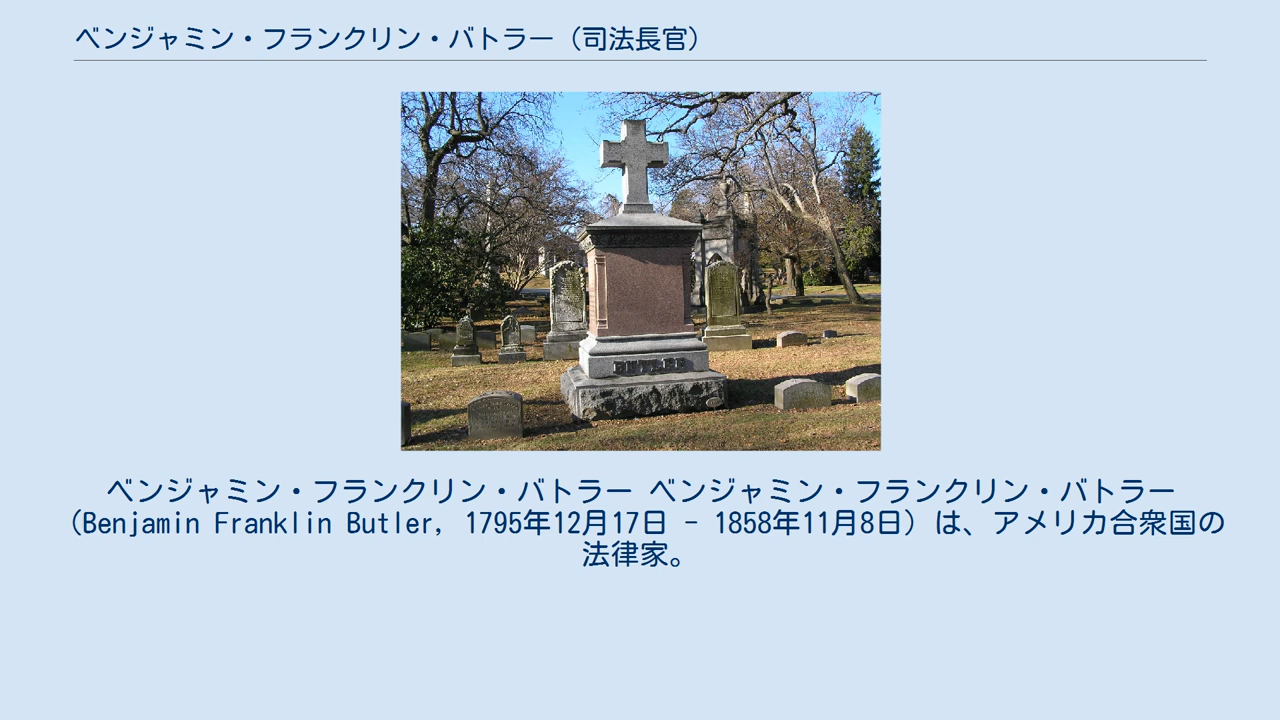 ベンジャミン・フランクリン・バトラー（司法長官）
BUTLER
ベンジャミン・フランクリン・バトラー ベンジャミン・フランクリン・バトラー
（Benjamin Franklin Butler, 1795年12月17日 - 1858年11月8日）は、アメリカ合衆国の
法律家。